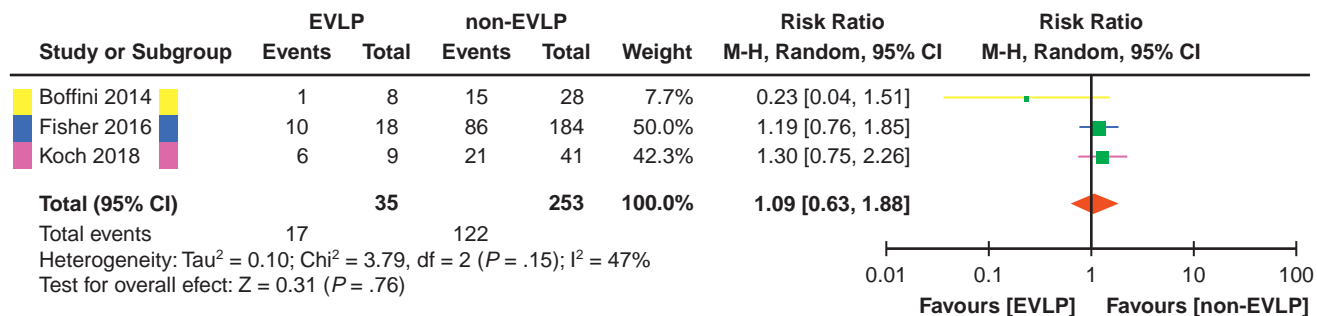 EVLP non-EVLP Risk Ratio Risk Ratio
Study or Subgroup Events Total Events Total Weight M-H, Random, 95% CI M-H, Random, 95% CI
Boffini 2014 1 8 15 28 7.7% 0.23 [0.04, 1.51]
Fisher 2016 10 18 86 184 50.0% 1.19 [0.76, 1.85]
Koch 2018 6 9 21 41 42.3% 1.30 [0.75, 2.26]
Total (95% CI) 35 253 100.0% 1.09 [0.63, 1.88]
Total events 17 122
Heterogeneity: Tau² = 0.10; Chi² = 3.79, df = 2 (P = .15); I² = 47%
Test for overall efect: Z = 0.31 (P = .76)
0.01 0.1 1 10 100
Favours [EVLP] Favours [non-EVLP]